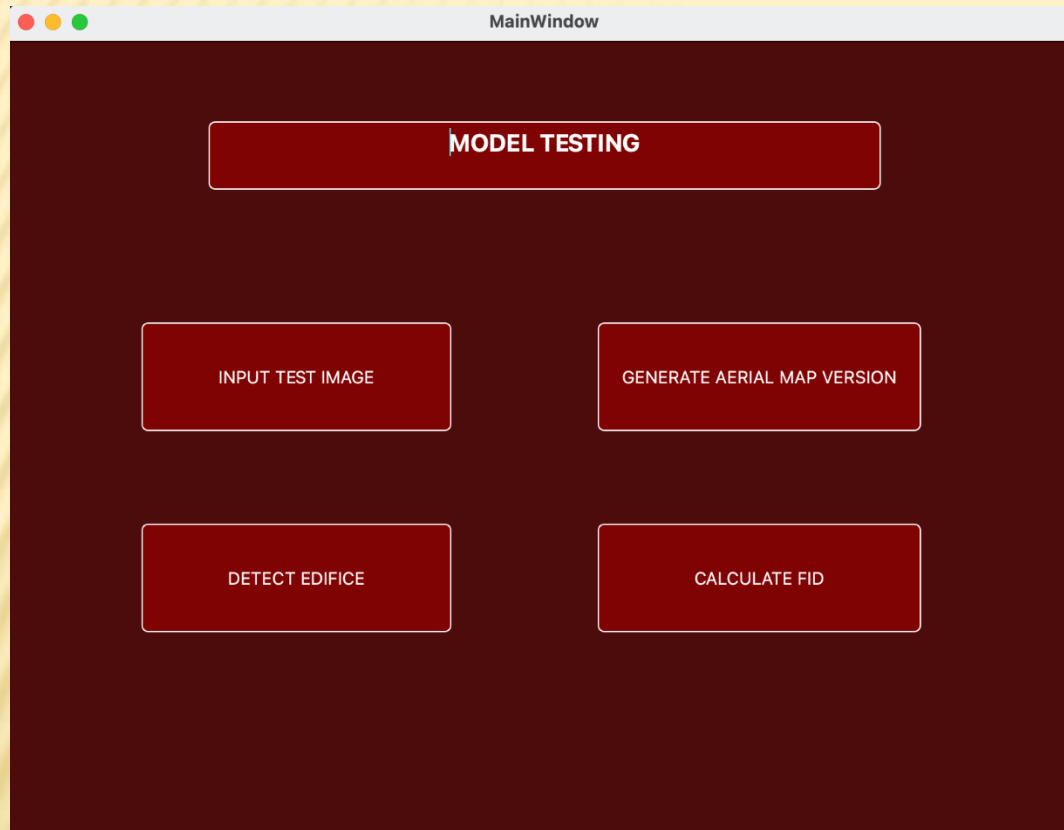 MainWindow
MODEL TESTING
INPUT TEST IMAGE
GENERATE AERIAL MAP VERSION
DETECT EDIFICE
CALCULATE FID